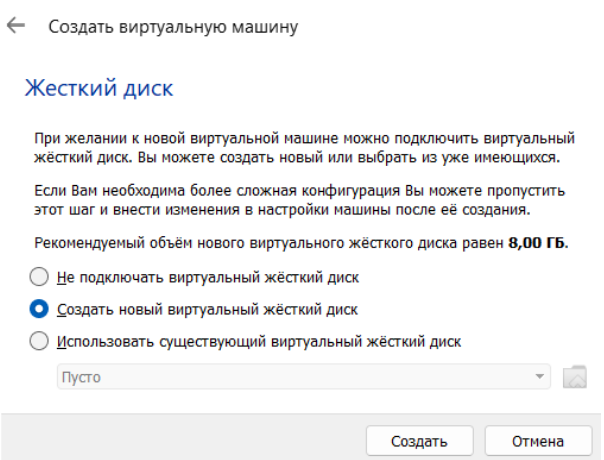 Создать виртуальную машину
Жесткий диск
При желании к новой виртуальной машине можно подключить виртуальный
жёсткий диск. Вы можете создать новый или выбрать из уже имеющихся.
Если Вам необходима более сложная конфигурация Вы можете пропустить
этот шаг и внести изменения в настройки машины после её создания.
Рекомендуемый объём нового виртуального жёсткого диска равен 8,00 ГБ.
Не подключать виртуальный жёсткий диск
Создать новый виртуальный жёсткий диск
Использовать существующий виртуальный жёсткий диск
Пусто
Создать Отмена